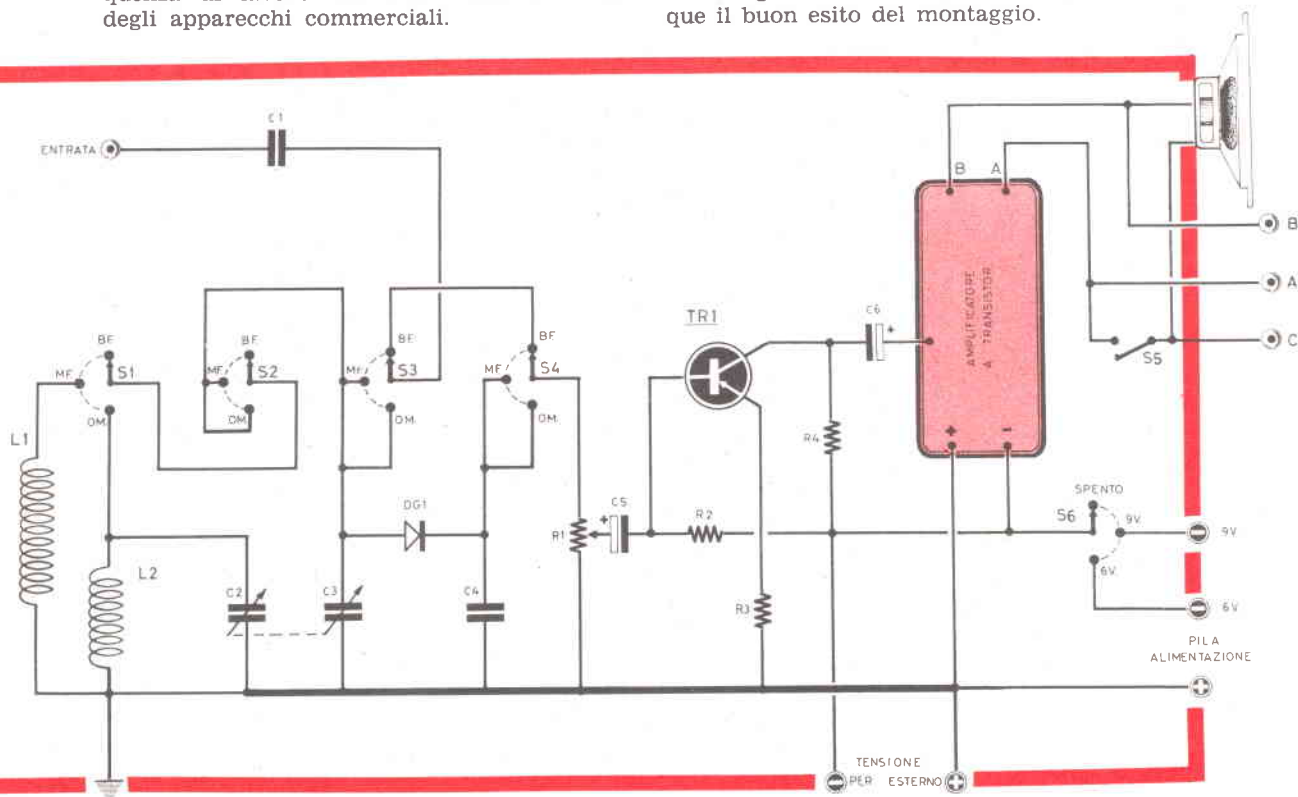 degli apparecchi commerciali.
que il buon esito del montaggio.
C1
ENTRATA
B
A
B
A
C
S5
AMPLIFICATORE
A TRANSISTOR
+
-
TR1
C6
+
BF.
MF.
S1
OM.
BF.
MF.
S2
OM.
BF.
MF.
S3
OM.
BF.
MF.
S4
OM.
L1
L2
C2
C3
DG1
C4
R1
+
C5
R2
R3
R4
SPENTO
S6
9V.
6V.
9V.
6V.
PILA
ALIMENTAZIONE
+
TENSIONE
PER ESTERNO
+